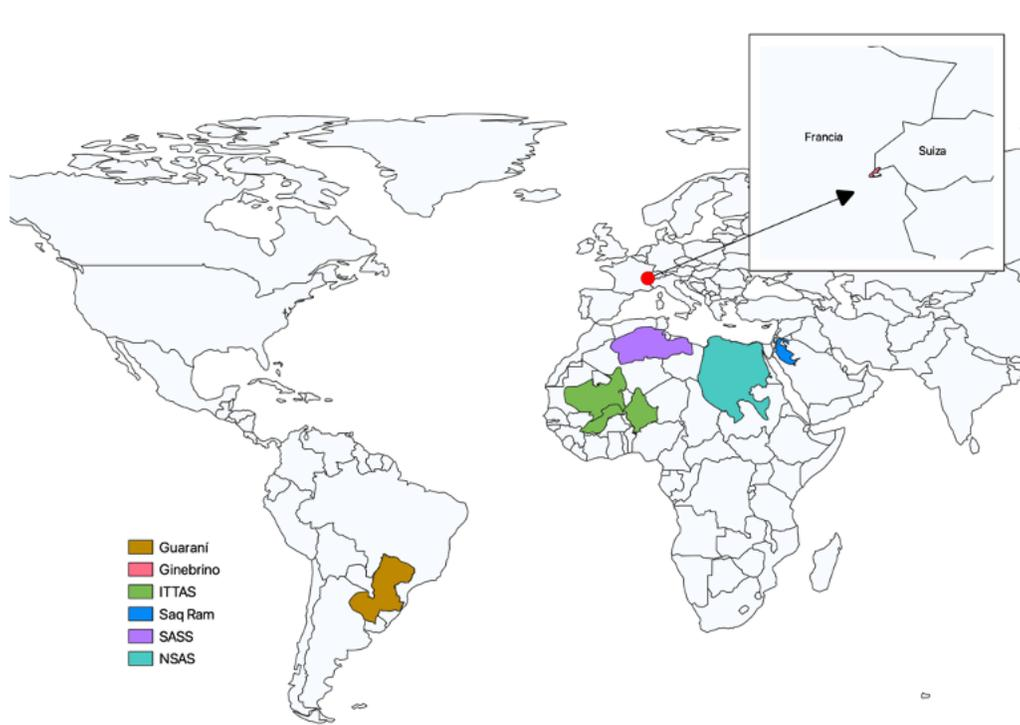 Francia
Suiza
Guaraní
Ginebrino
ITTAS
Saq Ram
SASS
NSAS